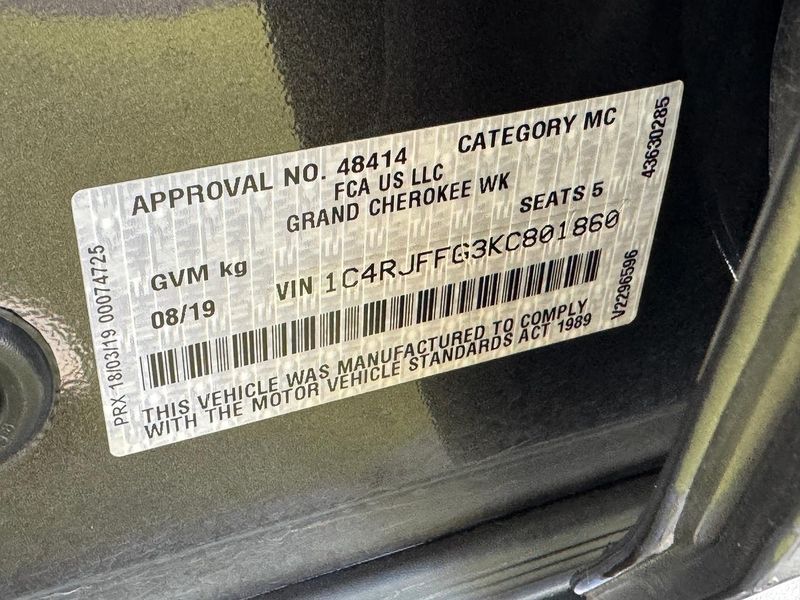 APPROVAL NO. 48414
CATEGORY MC
FCA US LLC
GRAND CHEROKEE WK
SEATS 5
GVM kg
VIN 1C4RJFFG3KC801860
08/19
THIS VEHICLE WAS MANUFACTURED TO COMPLY
WITH THE MOTOR VEHICLE STANDARDS ACT 1989
PRX 18/03/19 00074725
43630285
V2296596